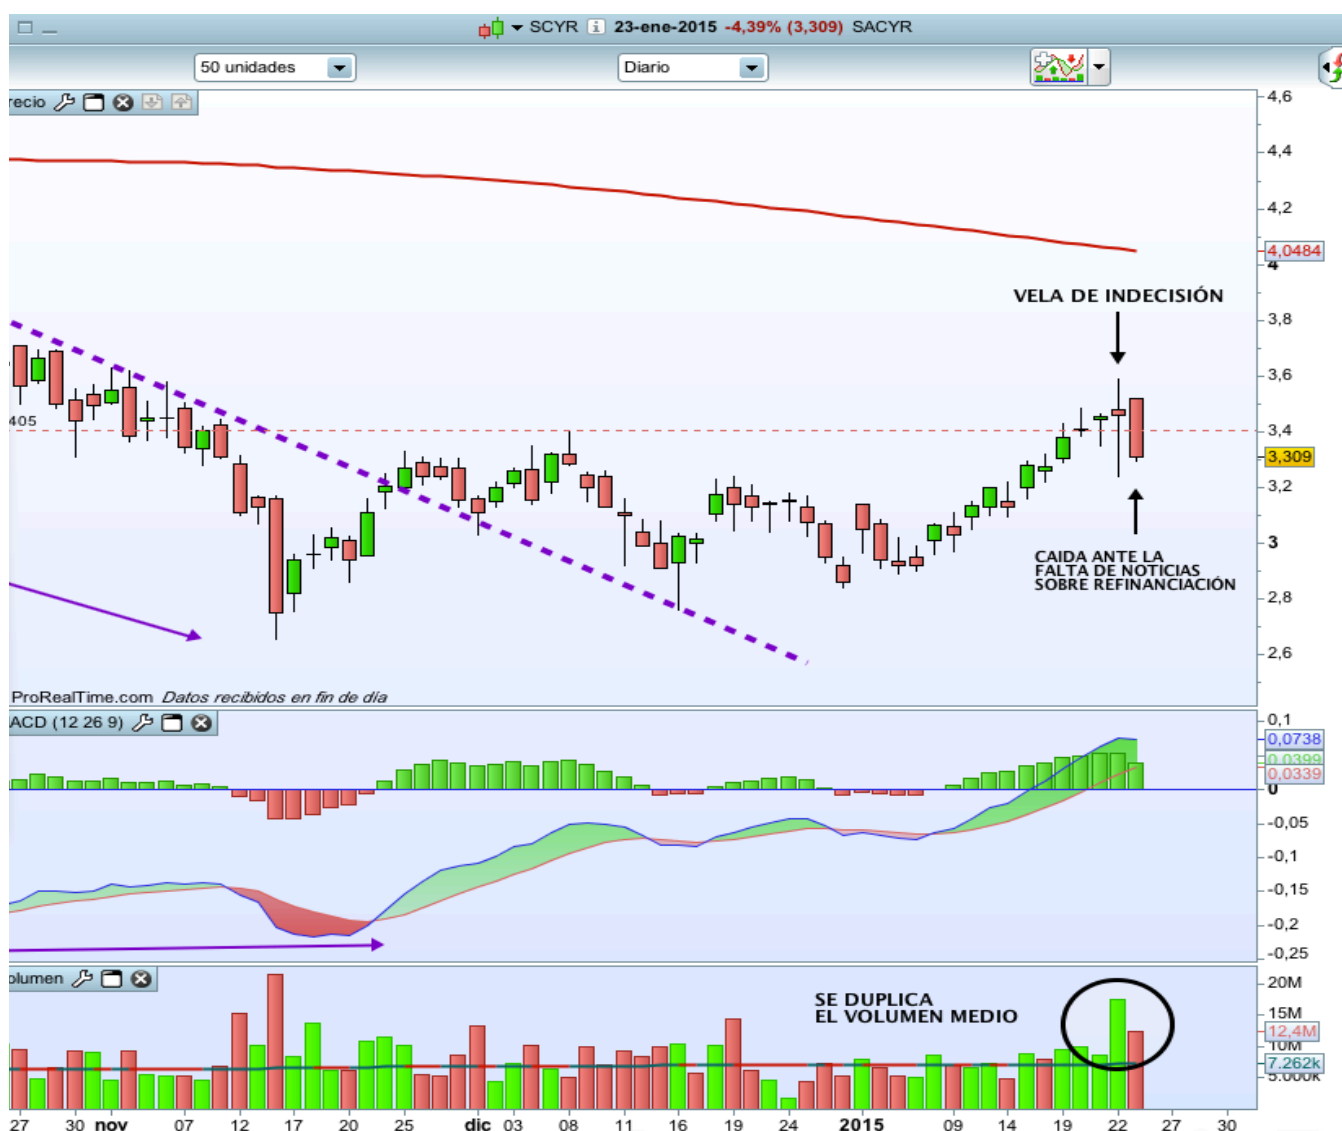 SCYR 23-ene-2015 -4,39% (3,309) SACYR
50 unidades Diario
recio
4,6
4,4
4,2
4,0484
4
VELA DE INDECISIÓN
3,8
3,6
405
3,4
3,309
3,2
3
CAIDA ANTE LA
FALTA DE NOTICIAS
SOBRE REFINANCIACIÓN
2,8
2,6
ProRealTime.com Datos recibidos en fin de día
ACD (12 26 9)
0,1
0,0738
0,0399
0,0339
0
-0,05
-0,1
-0,15
-0,2
-0,25
olumen
20M
SE DUPLICA
EL VOLUMEN MEDIO
15M
12,4M
10M
7.262k
5.000k
27 30 nov 07 12 17 20 25 dic 03 08 11 16 19 24 2015 09 14 19 22 27 30